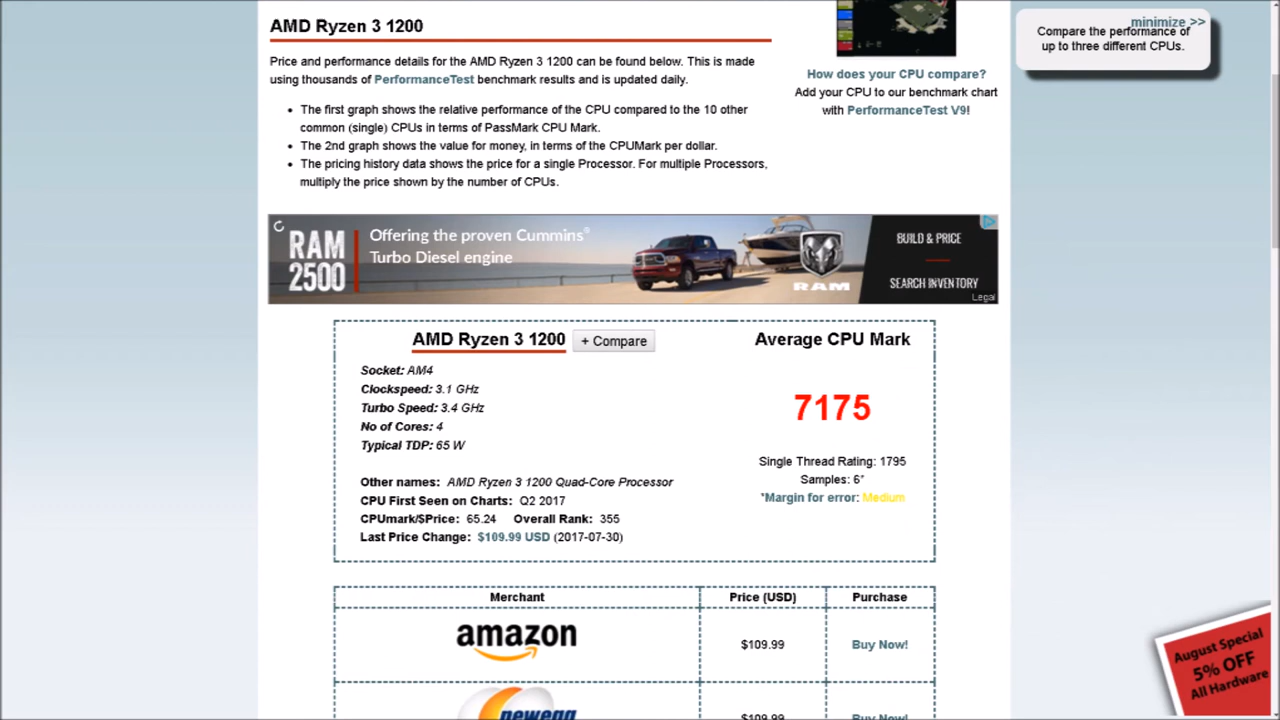 AMD Ryzen 3 1200
Price and performance details for the AMD Ryzen 3 1200 can be found below. This is made
using thousands of PerformanceTest benchmark results and is updated daily.
• The first graph shows the relative performance of the CPU compared to the 10 other
common (single) CPUs in terms of PassMark CPU Mark.
• The 2nd graph shows the value for money, in terms of the CPUMark per dollar.
• The pricing history data shows the price for a single Processor. For multiple Processors,
multiply the price shown by the number of CPUs.
How does your CPU compare?
Add your CPU to our benchmark chart
with PerformanceTest V9!
minimize >>
Compare the performance of
up to three different CPUs.
RAM
2500
Offering the proven Cummins®
Turbo Diesel engine
RAM
BUILD & PRICE
SEARCH INVENTORY
Legal
AMD Ryzen 3 1200
+ Compare
Socket: AM4
Clockspeed: 3.1 GHz
Turbo Speed: 3.4 GHz
No of Cores: 4
Typical TDP: 65 W
Other names: AMD Ryzen 3 1200 Quad-Core Processor
CPU First Seen on Charts: Q2 2017
CPUmark/$Price: 65.24 Overall Rank: 355
Last Price Change: $109.99 USD (2017-07-30)
Average CPU Mark
7175
Single Thread Rating: 1795
Samples: 6*
*Margin for error: Medium
Merchant Price (USD) Purchase
amazon $109.99 Buy Now!
newegg $109.99 Buy Now!
August Special
5% OFF
All Hardware